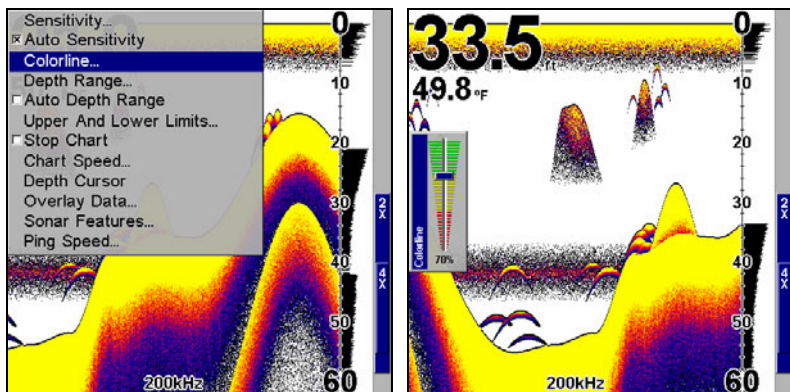 Sensitivity...
Auto Sensitivity
Colorline...
Depth Range...
Auto Depth Range
Upper And Lower Limits...
Stop Chart
Chart Speed...
Depth Cursor
Overlay Data...
Sonar Features...
Ping Speed...
0
10
20
30
40
50
60
2X
4X
200kHz
33.5 ft
49.8 °F
Colorline
70%
0
10
20
30
40
50
60
2X
4X
200kHz